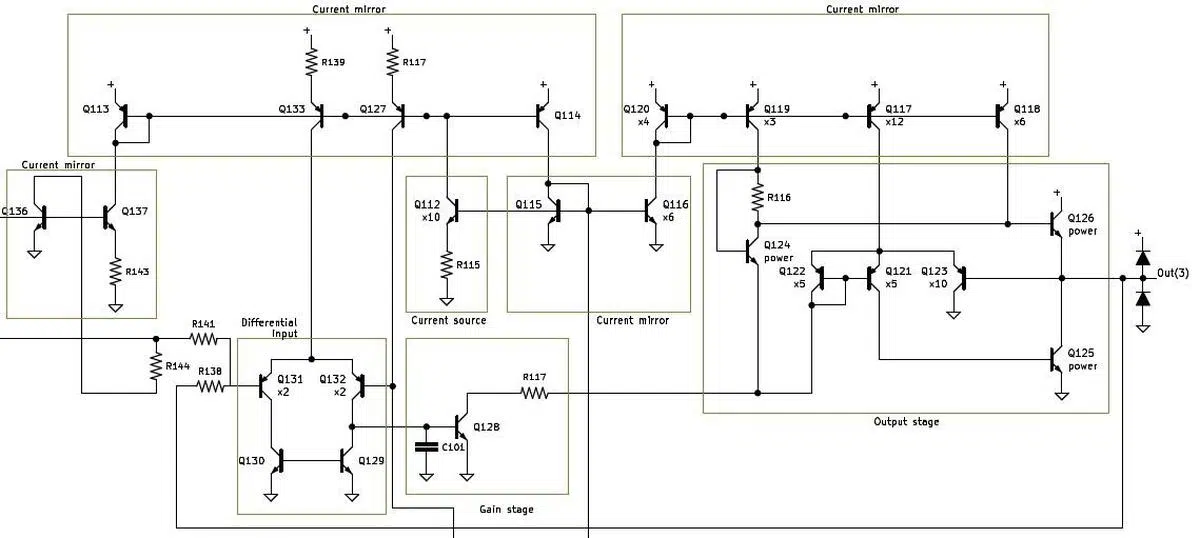 Current mirror
Current mirror
+
+
R139
R117
+
+
+
+
+
Q113
Q133
Q127
Q114
Q120
x4
Q119
x3
Q117
x12
Q118
x6
Current mirror
Q136
Q137
R143
Q112
x10
R115
Current source
Q115
Q116
x6
Current mirror
R116
Q124
power
Q122
x5
Q121
x5
Q123
x10
+
Q126
power
+
Out(3)
Q125
power
Output stage
R141
R144
R138
Differential
input
Q131
x2
Q132
x2
Q130
Q129
R117
Q128
C101
Gain stage